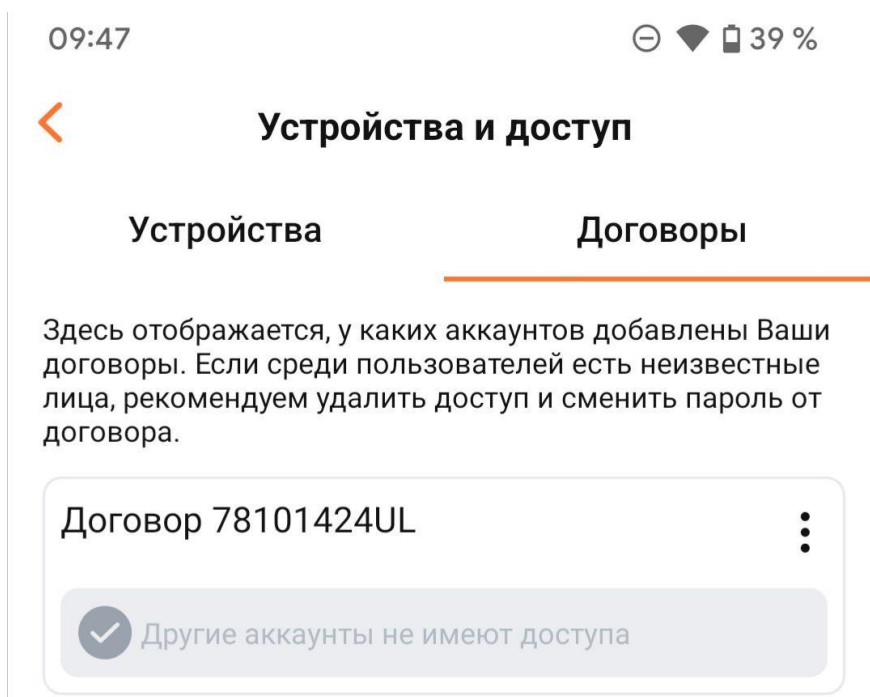 09:47 39 %
Устройства и доступ
Устройства Договоры
Здесь отображается, у каких аккаунтов добавлены Ваши
договоры. Если среди пользователей есть неизвестные
лица, рекомендуем удалить доступ и сменить пароль от
договора.
Договор 78101424UL
Другие аккаунты не имеют доступа